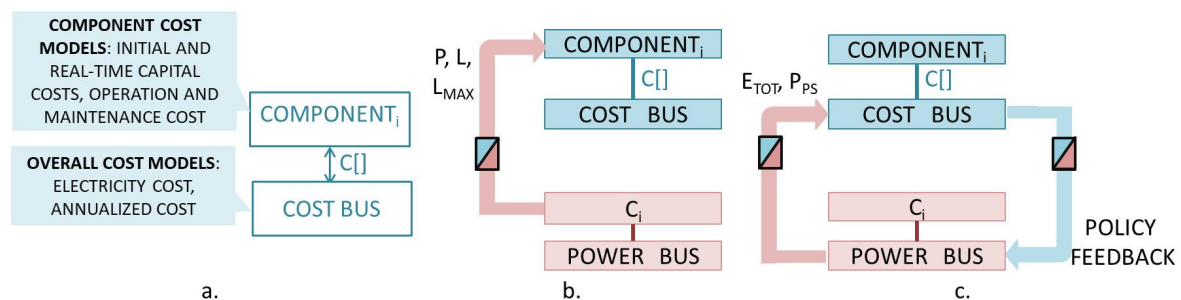 COMPONENT COST
MODELS: INITIAL AND
REAL-TIME CAPITAL
COSTS, OPERATION AND
MAINTENANCE COST
OVERALL COST MODELS:
ELECTRICITY COST,
ANNUALIZED COST
COMPONENTi
C[]
COST BUS
a.
P, L,
LMAX
COMPONENTi
C[]
COST BUS
Ci
POWER BUS
b.
ETOT, PPS
COMPONENTi
C[]
COST BUS
Ci
POWER BUS
POLICY
FEEDBACK
c.